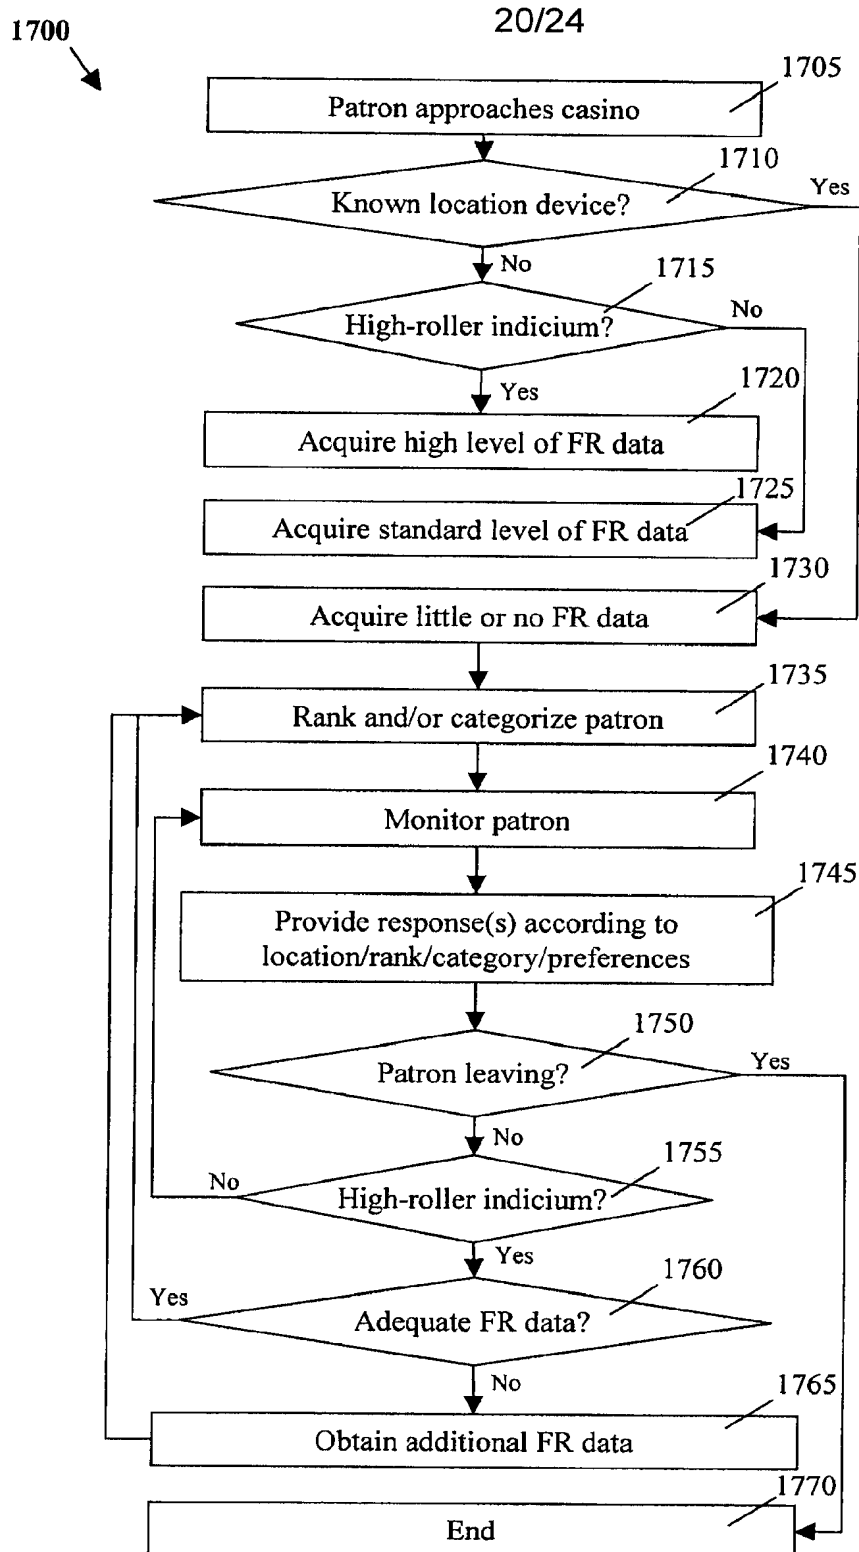 20/24
1700
1705
Patron approaches casino
1710
Known location device?
Yes
No
1715
High-roller indicium?
No
Yes
1720
Acquire high level of FR data
1725
Acquire standard level of FR data
1730
Acquire little or no FR data
1735
Rank and/or categorize patron
1740
Monitor patron
1745
Provide response(s) according to
location/rank/category/preferences
1750
Patron leaving?
Yes
No
1755
No
High-roller indicium?
Yes
1760
Yes
Adequate FR data?
No
1765
Obtain additional FR data
1770
End